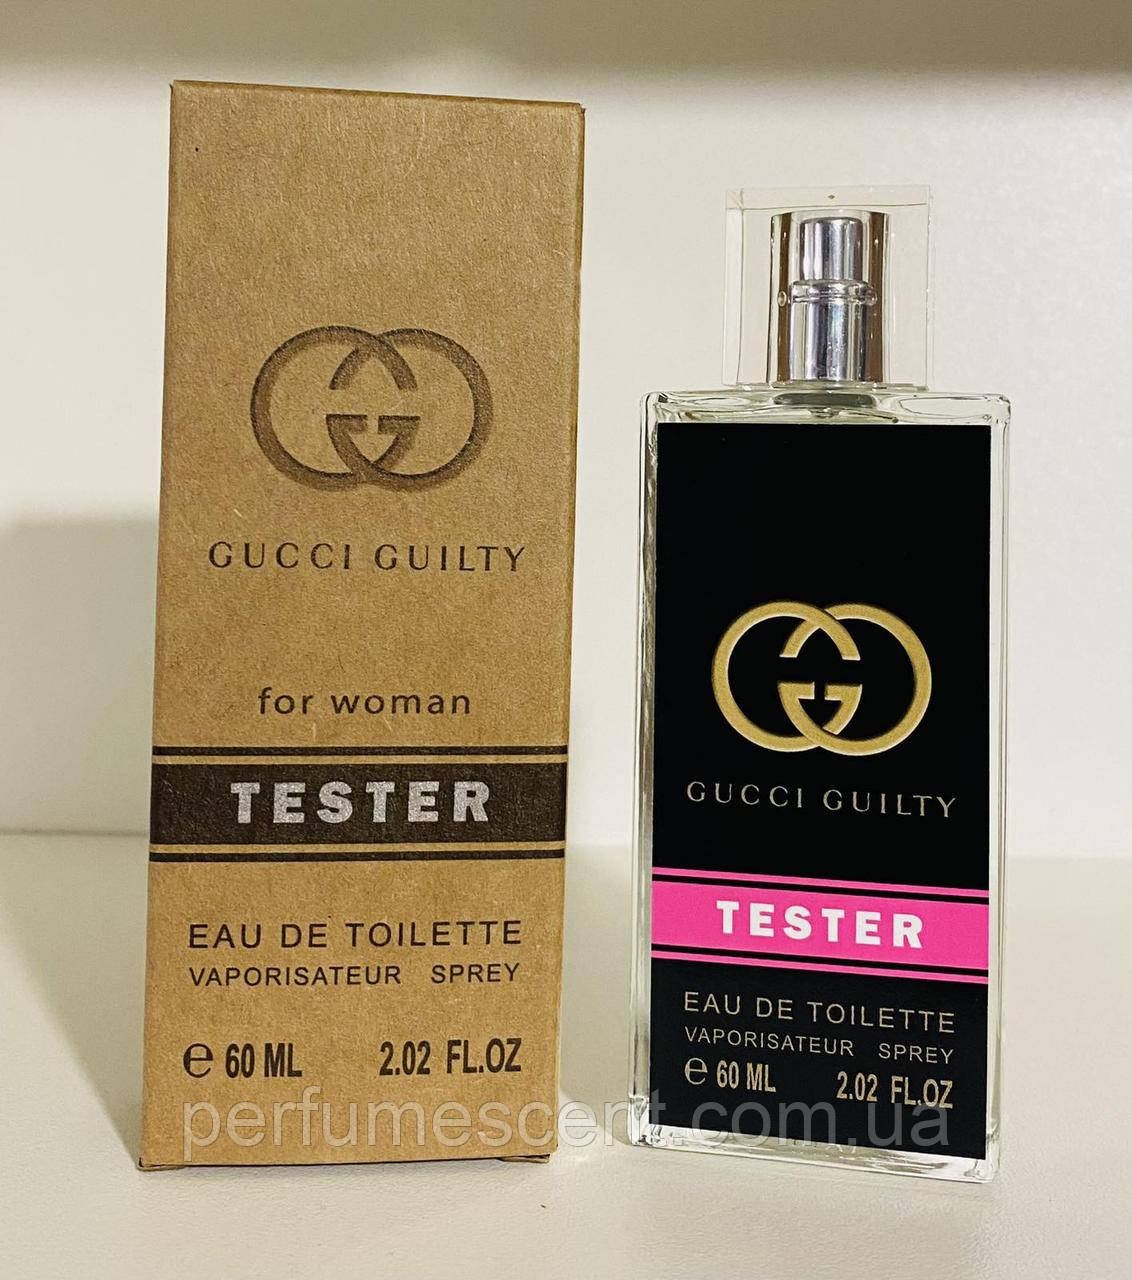 GUCCI GUILTY
for woman
TESTER
EAU DE TOILETTE
VAPORISATEUR SPREY
e 60 ML 2.02 FL.OZ
GUCCI GUILTY
TESTER
EAU DE TOILETTE
VAPORISATEUR SPREY
e 60 ML 2.02 FL.OZ
perfumescent.com.ua